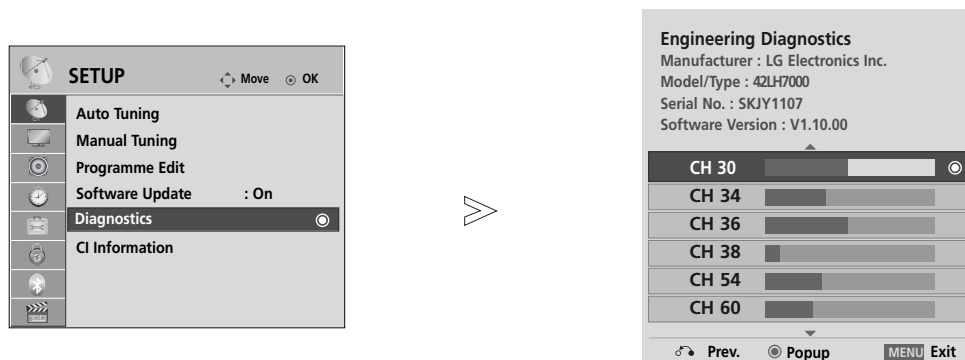 SETUP
Move OK
Auto Tuning
Manual Tuning
Programme Edit
Software Update : On
Diagnostics
CI Information
Engineering Diagnostics
Manufacturer : LG Electronics Inc.
Model/Type : 42LH7000
Serial No. : SKJY1107
Software Version : V1.10.00
CH 30
CH 34
CH 36
CH 38
CH 54
CH 60
Prev. Popup MENU Exit